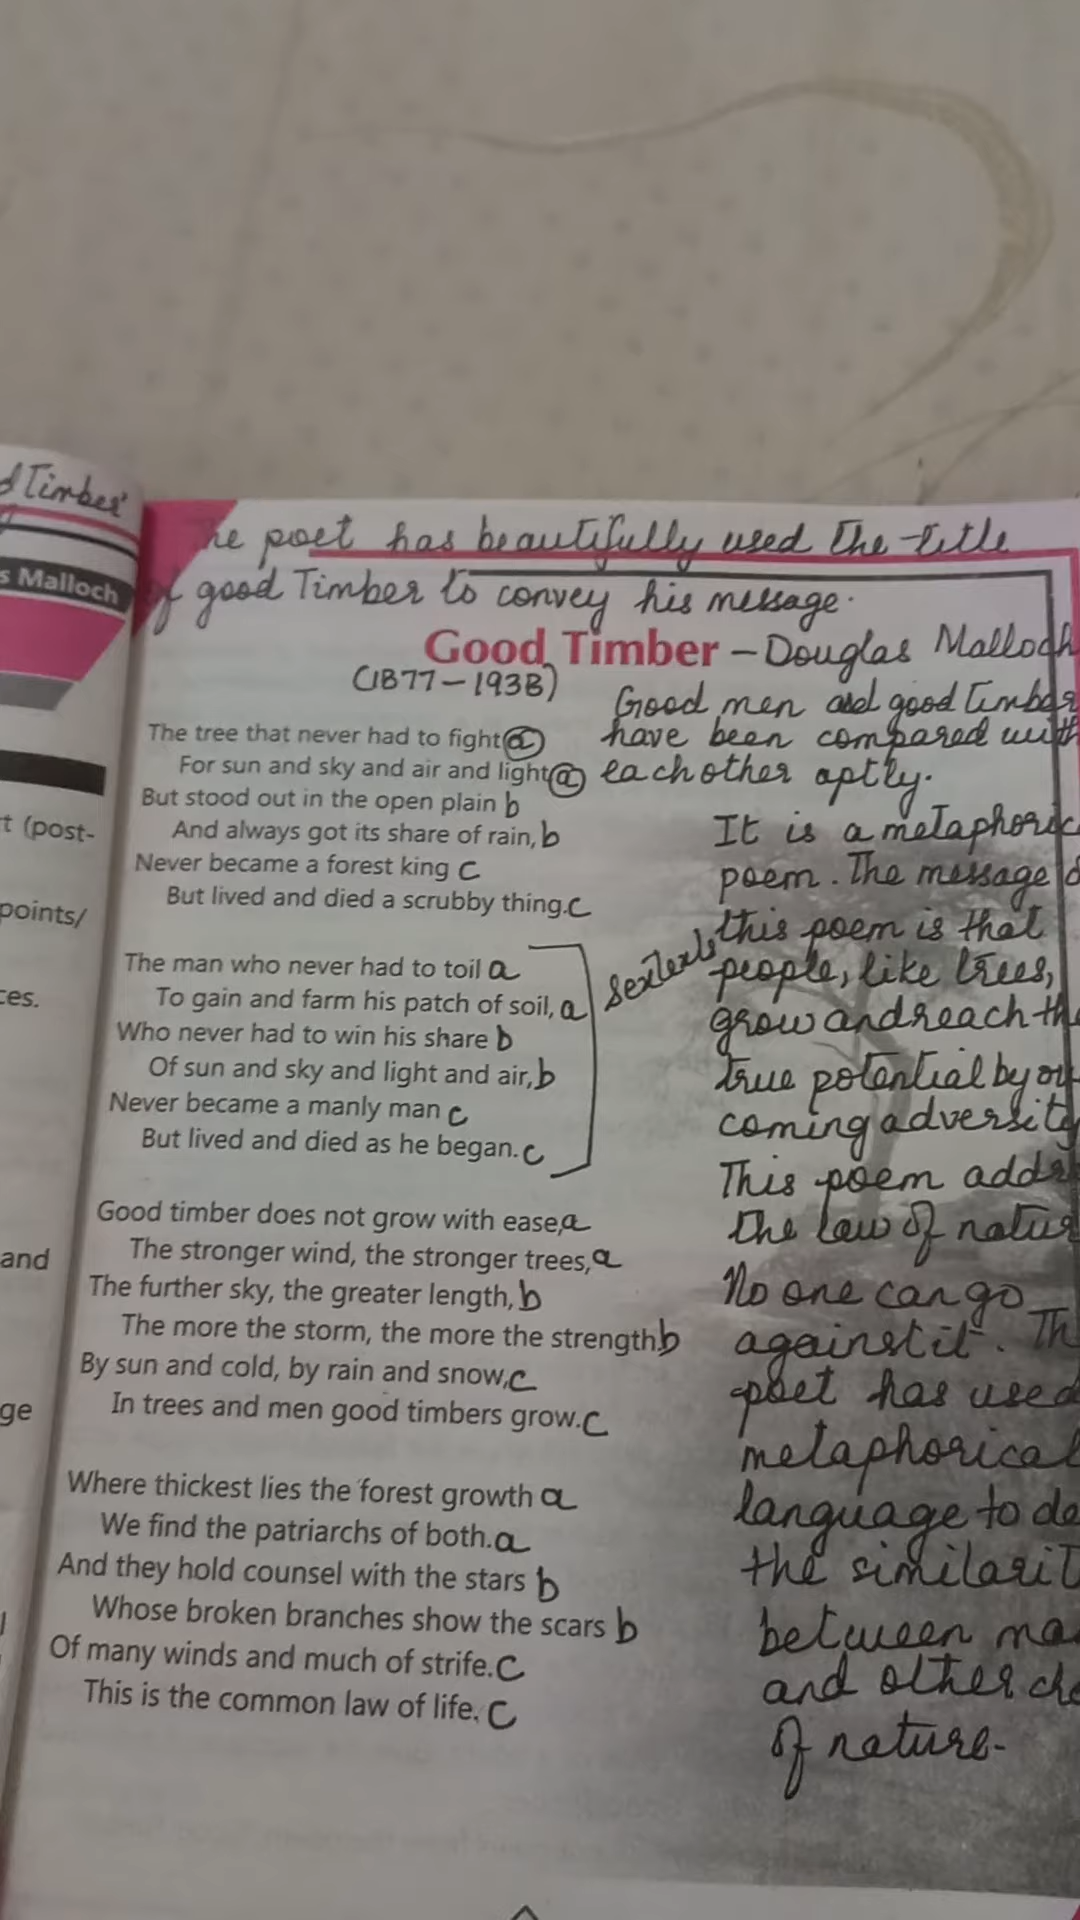 Timber'
s Malloch
t (post-
points/
ces.
and
ge
The poet has beautifully used the title
of good Timber to convey his message.
Good Timber – Douglas Malloch
(1877 – 1938)
Good men and good Timber
have been compared with
each other aptly.
The tree that never had to fight a
For sun and sky and air and light a
But stood out in the open plain b
And always got its share of rain, b
Never became a forest king c
But lived and died a scrubby thing. c
The man who never had to toil a
To gain and farm his patch of soil, a
Who never had to win his share b
Of sun and sky and light and air, b
Never became a manly man c
But lived and died as he began. c
Good timber does not grow with ease, a
The stronger wind, the stronger trees, a
The further sky, the greater length, b
The more the storm, the more the strength b
By sun and cold, by rain and snow, c
In trees and men good timbers grow. c
Where thickest lies the forest growth a
We find the patriarchs of both. a
And they hold counsel with the stars b
Whose broken branches show the scars b
Of many winds and much of strife. c
This is the common law of life. c
It is a metaphoric
poem. The message o
this poem is that
people, like trees,
grow and reach the
true potential by ov
coming adversity
This poem addr
the law of natur
No one can go
against it. Th
poet has used
metaphorical
language to de
the similarit
between ma
and other
of nature.